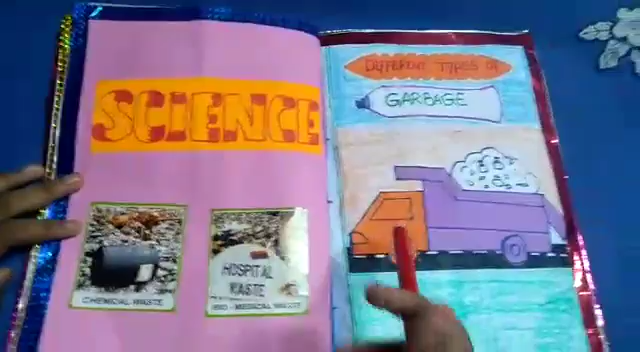 SCIENCE
CHEMICAL WASTE
HOSPITAL
WASTE
BIO-MEDICAL WASTE
DIFFERENT TYPES OF
GARBAGE